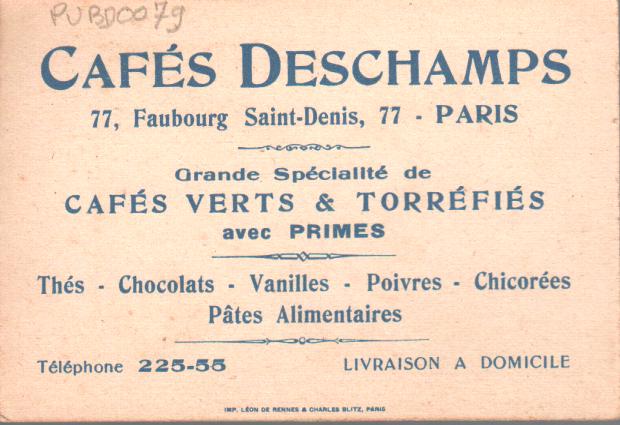 PUBD0079
CAFÉS DESCHAMPS
77, Faubourg Saint-Denis, 77 - PARIS
Grande Spécialité de
CAFÉS VERTS & TORRÉFIÉS
avec PRIMES
Thés - Chocolats - Vanilles - Poivres - Chicorées
Pâtes Alimentaires
Téléphone 225-55 LIVRAISON A DOMICILE
IMP. LÉON DE RENNES & CHARLES BLITZ, PARIS